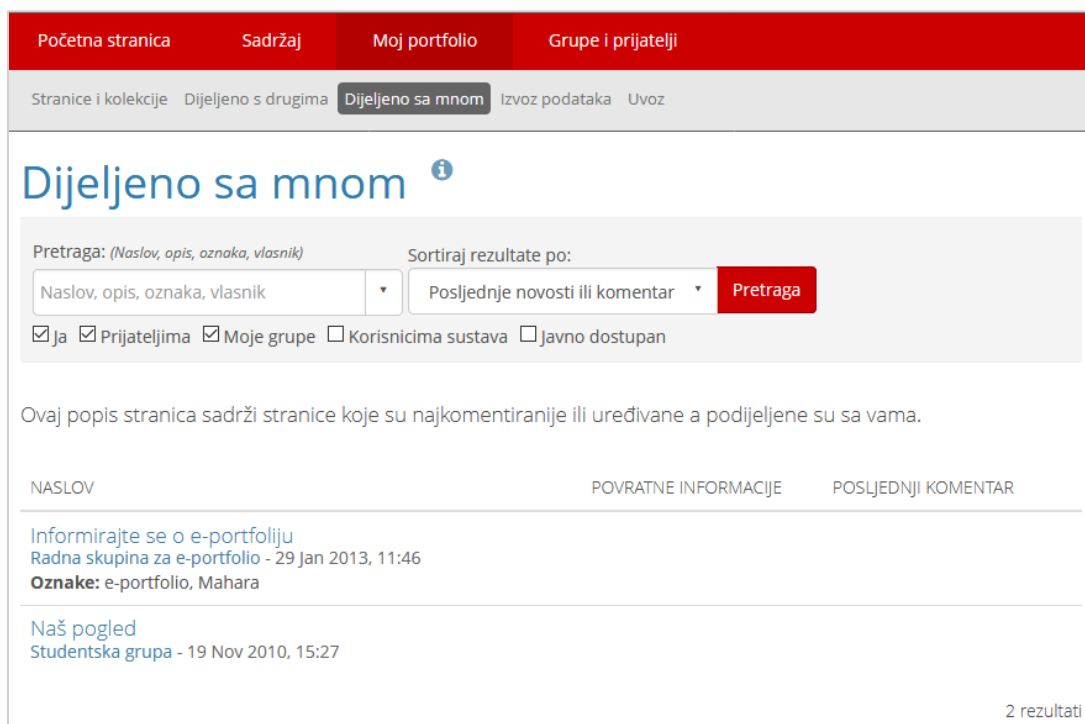 Početna stranica Sadržaj Moj portfolio Grupe i prijatelji
Stranice i kolekcije Dijeljeno s drugima Dijeljeno sa mnom Izvoz podataka Uvoz
Dijeljeno sa mnom
Pretraga: (Naslov, opis, oznaka, vlasnik) Sortiraj rezultate po:
Naslov, opis, oznaka, vlasnik Posljednje novosti ili komentar Pretraga
Ja Prijateljima Moje grupe Korisnicima sustava Javno dostupan
Ovaj popis stranica sadrži stranice koje su najkomentiranije ili uređivane a podijeljene su sa vama.
NASLOV POVRATNE INFORMACIJE POSLJEDNJI KOMENTAR
Informirajte se o e-portfoliju
Radna skupina za e-portfolio - 29 Jan 2013, 11:46
Oznake: e-portfolio, Mahara
Naš pogled
Studentska grupa - 19 Nov 2010, 15:27
2 rezultati